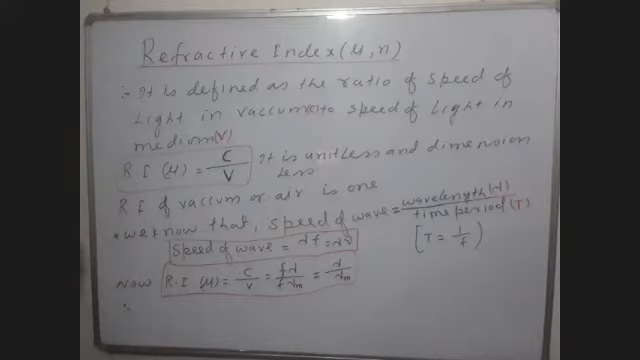 Refractive Index (μ, n)
:- It is defined as the ratio of speed of
light in vaccum(c) to speed of light in
medium(V)
R I (μ) = C/V It is unitless and dimension
less
R I of vaccum or air is one
* we know that, speed of wave = wavelength(λ)/time period(T)
speed of wave = λf = λν [T = 1/f)
Now R.I (μ) = C/V = fλ/fλm = λ/λm